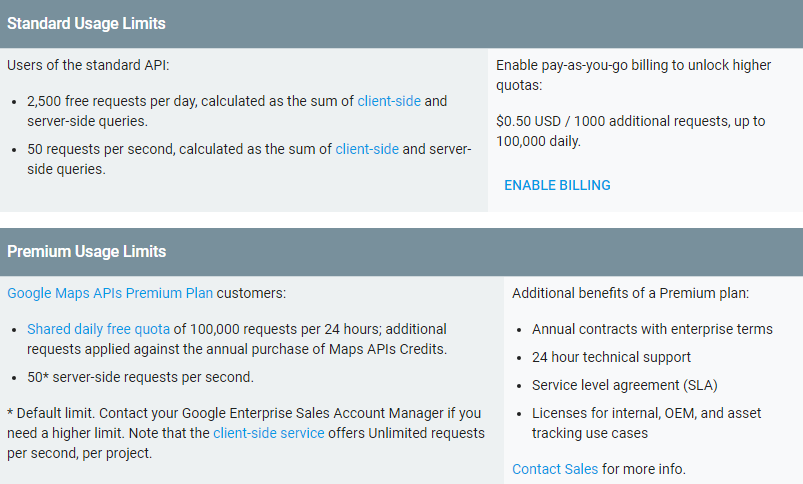 Standard Usage Limits
Users of the standard API:
• 2,500 free requests per day, calculated as the sum of client-side and
server-side queries.
• 50 requests per second, calculated as the sum of client-side and server-
side queries.
Enable pay-as-you-go billing to unlock higher
quotas:
$0.50 USD / 1000 additional requests, up to
100,000 daily.
ENABLE BILLING
Premium Usage Limits
Google Maps APIs Premium Plan customers:
• Shared daily free quota of 100,000 requests per 24 hours; additional
requests applied against the annual purchase of Maps APIs Credits.
• 50* server-side requests per second.
* Default limit. Contact your Google Enterprise Sales Account Manager if you
need a higher limit. Note that the client-side service offers Unlimited requests
per second, per project.
Additional benefits of a Premium plan:
• Annual contracts with enterprise terms
• 24 hour technical support
• Service level agreement (SLA)
• Licenses for internal, OEM, and asset
tracking use cases
Contact Sales for more info.